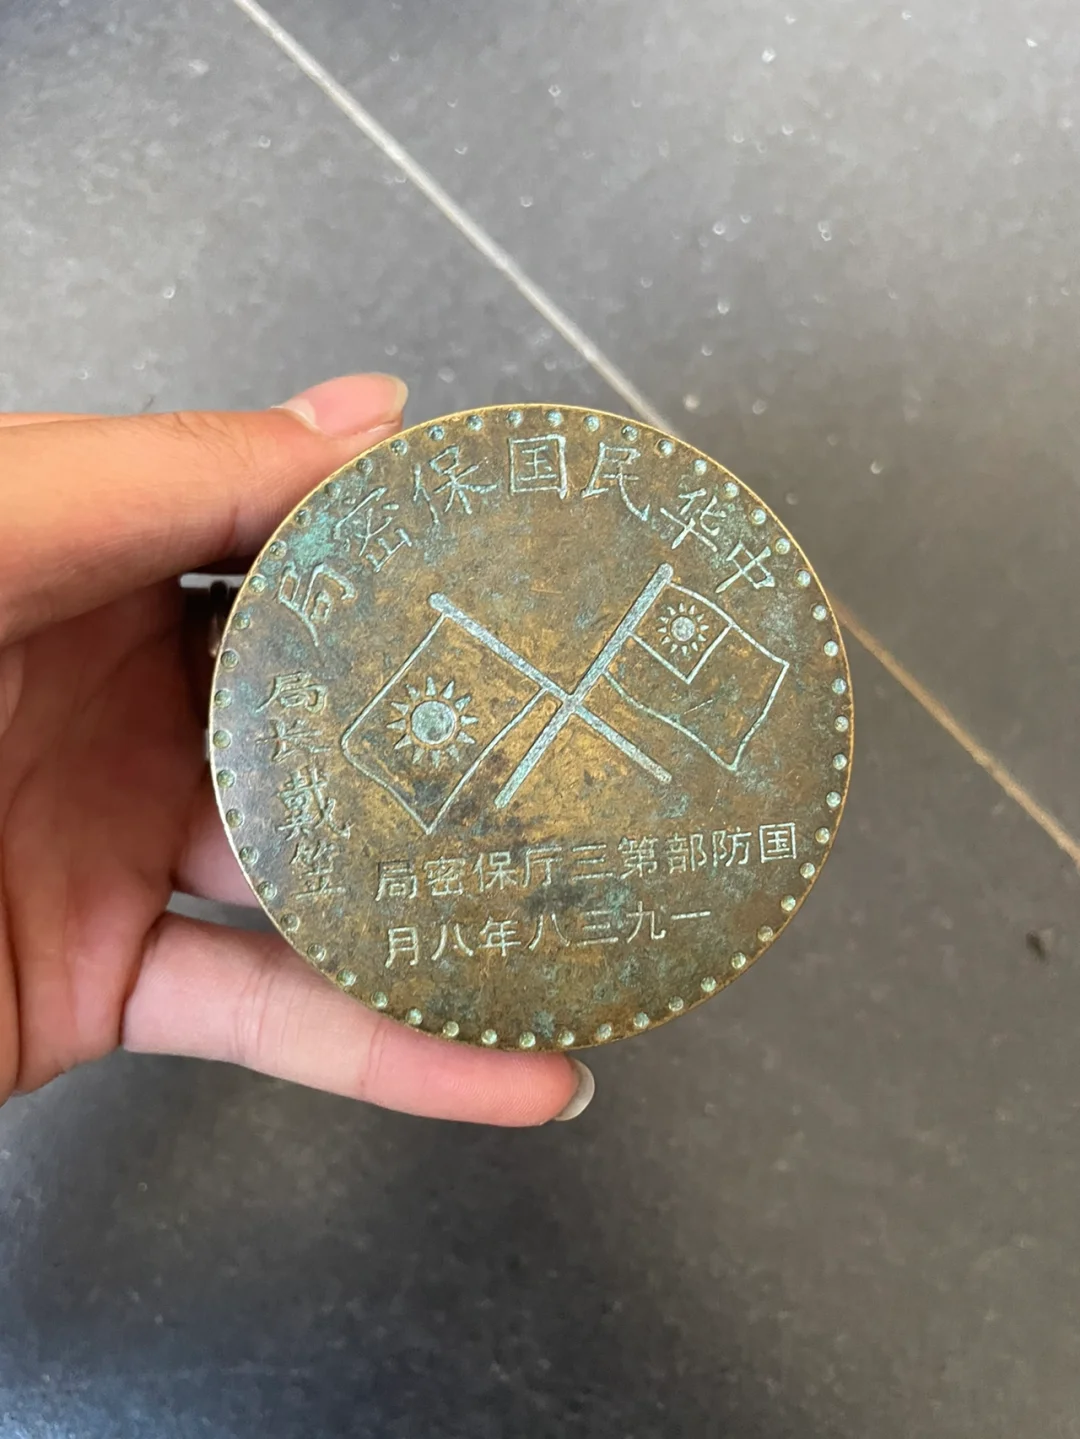 中华民国保密局
国防部第三厅保密局
一九三八年八月
局长戴笠